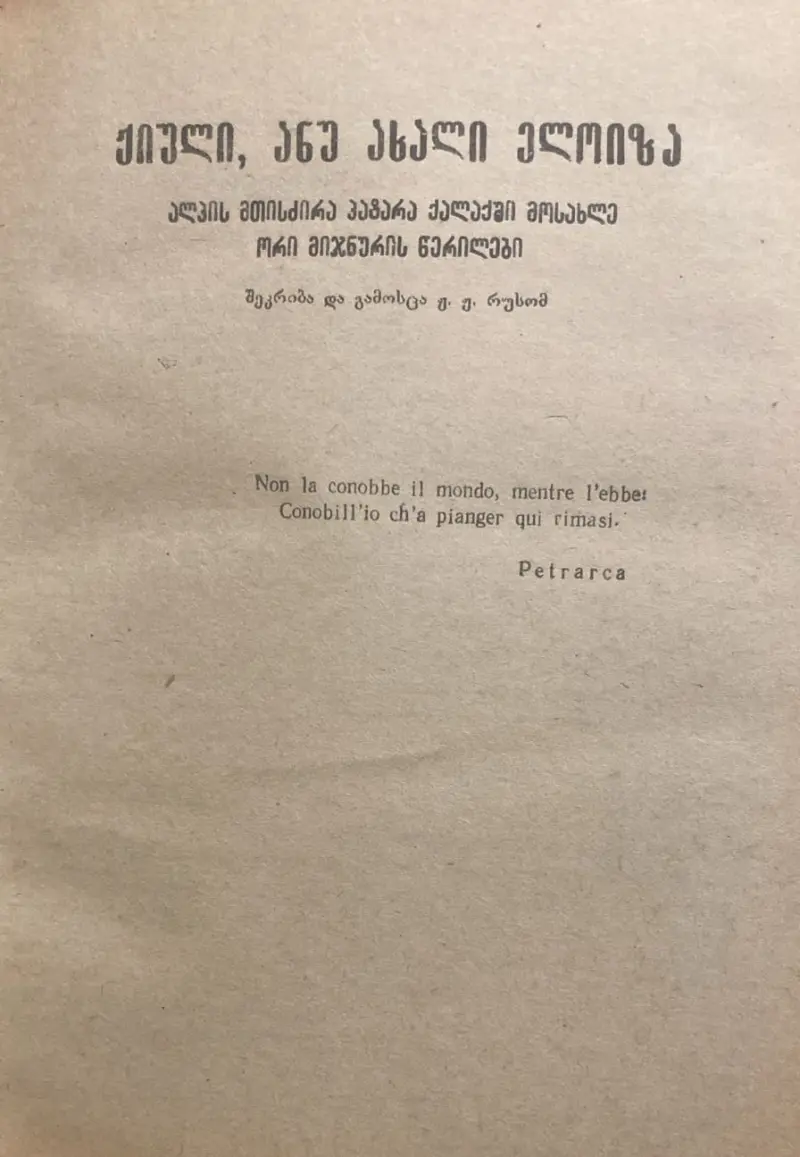 ჟიული, ანუ ახალი ელოიზა
ალპის მთისძირა პატარა ქალაქში მოსახლე
ორი მიჯნურის წერილები
შეკრიბა და გამოსცა ჟ. ჟ. რუსომ
Non la conobbe il mondo, mentre l'ebbe:
Conobill'io ch'a pianger qui rimasi.
Petrarca